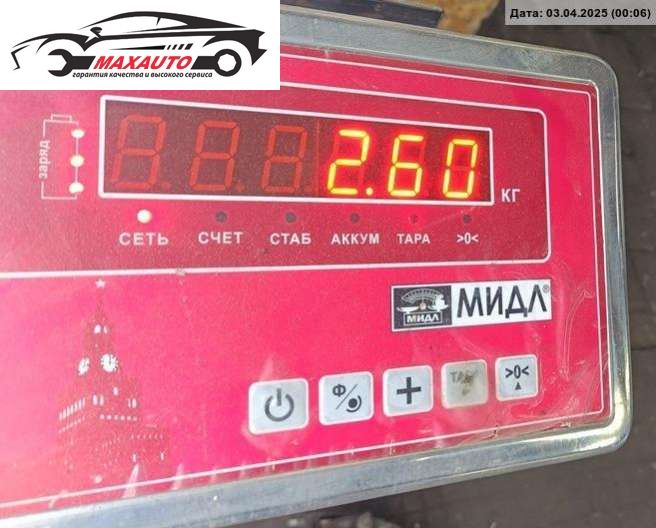 Дата: 03.04.2025 (00:06)
MAXAUTO
гарантия качества и высокого сервиса
заряд
2.60
КГ
СЕТЬ СЧЕТ СТАБ АККУМ ТАРА >0<
МИДЛ
МИДЛ®
Ф + ТАРА >0<